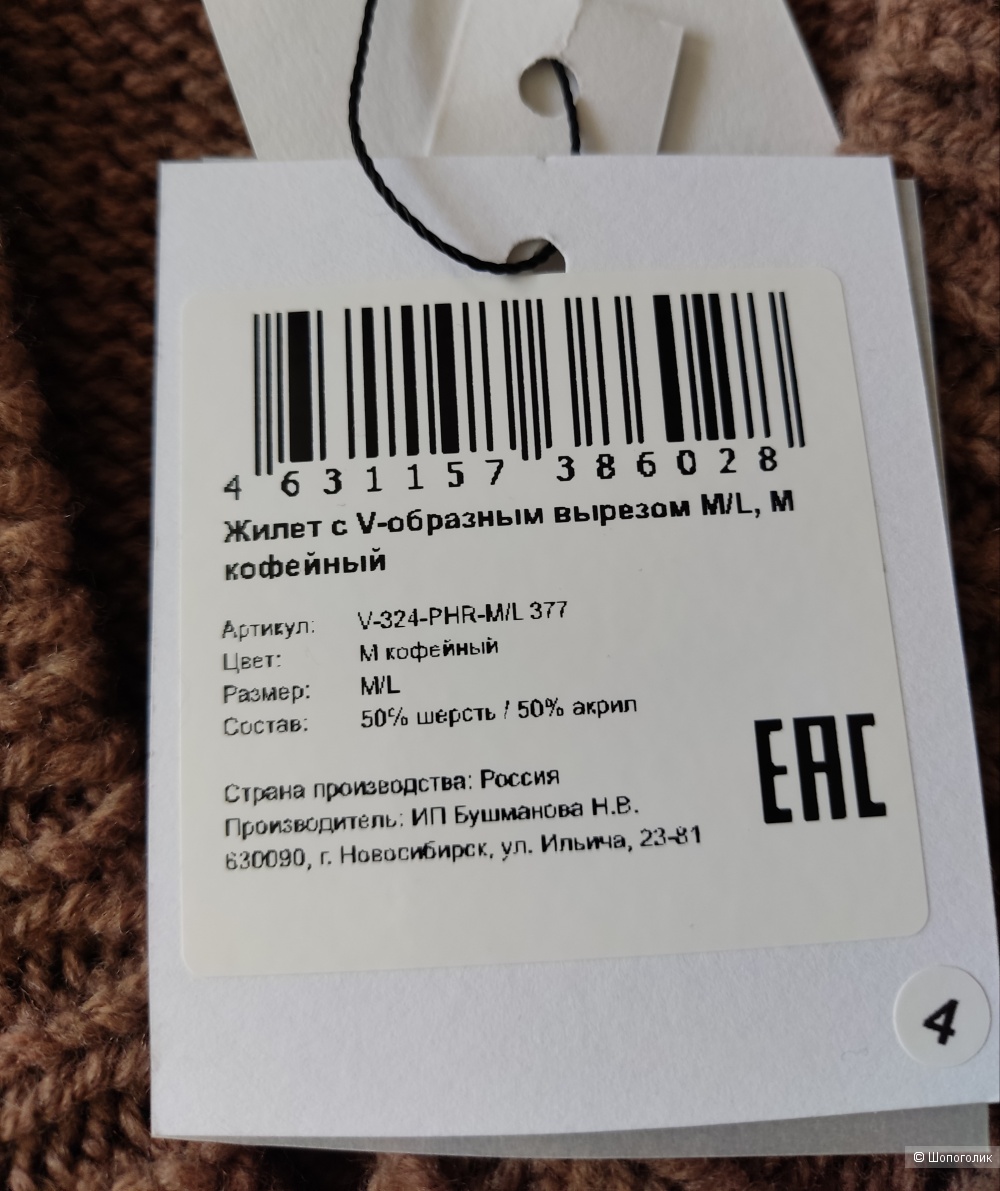 4 631157 386028
Жилет с V-образным вырезом M/L, М
кофейный
Артикул: V-324-PHR-M/L 377
Цвет: М кофейный
Размер: M/L
Состав: 50% шерсть / 50% акрил
Страна производства: Россия
Производитель: ИП Бушманова Н.В.
630090, г. Новосибирск, ул. Ильича, 23-81
EAC
4
© Шопоголик